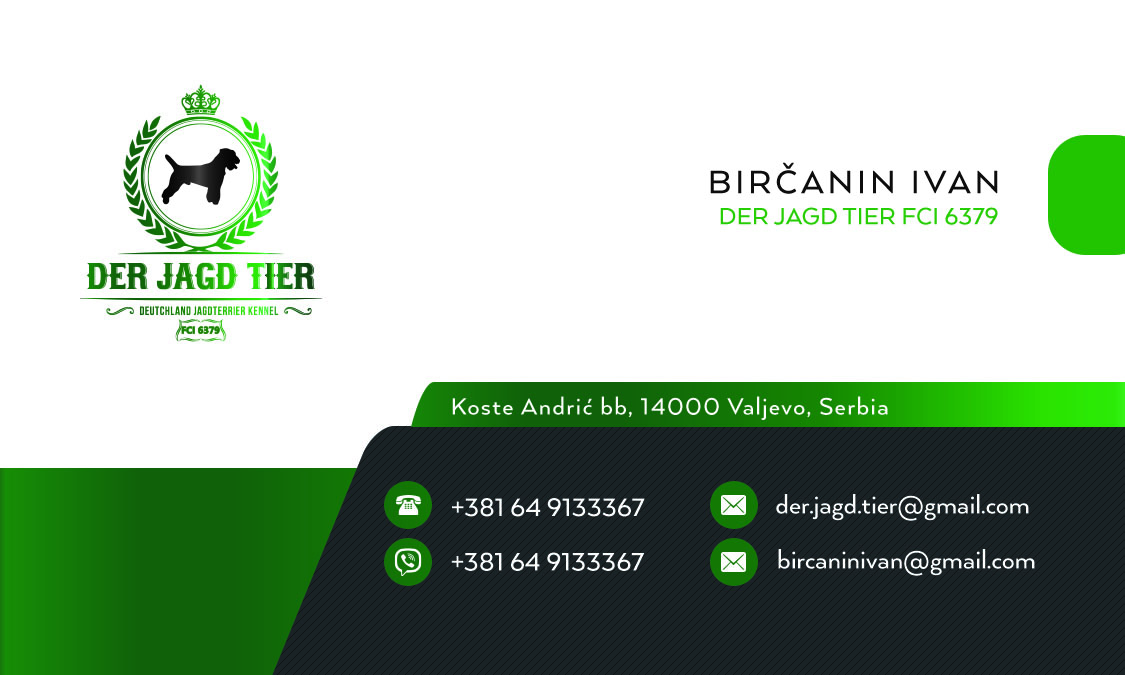 DER JAGD TIER
DEUTCHLAND JAGDTERRIER KENNEL
FCI 6379
BIRČANIN IVAN
DER JAGD TIER FCI 6379
Koste Andrić bb, 14000 Valjevo, Serbia
+381 64 9133367
der.jagd.tier@gmail.com
+381 64 9133367
bircaninivan@gmail.com